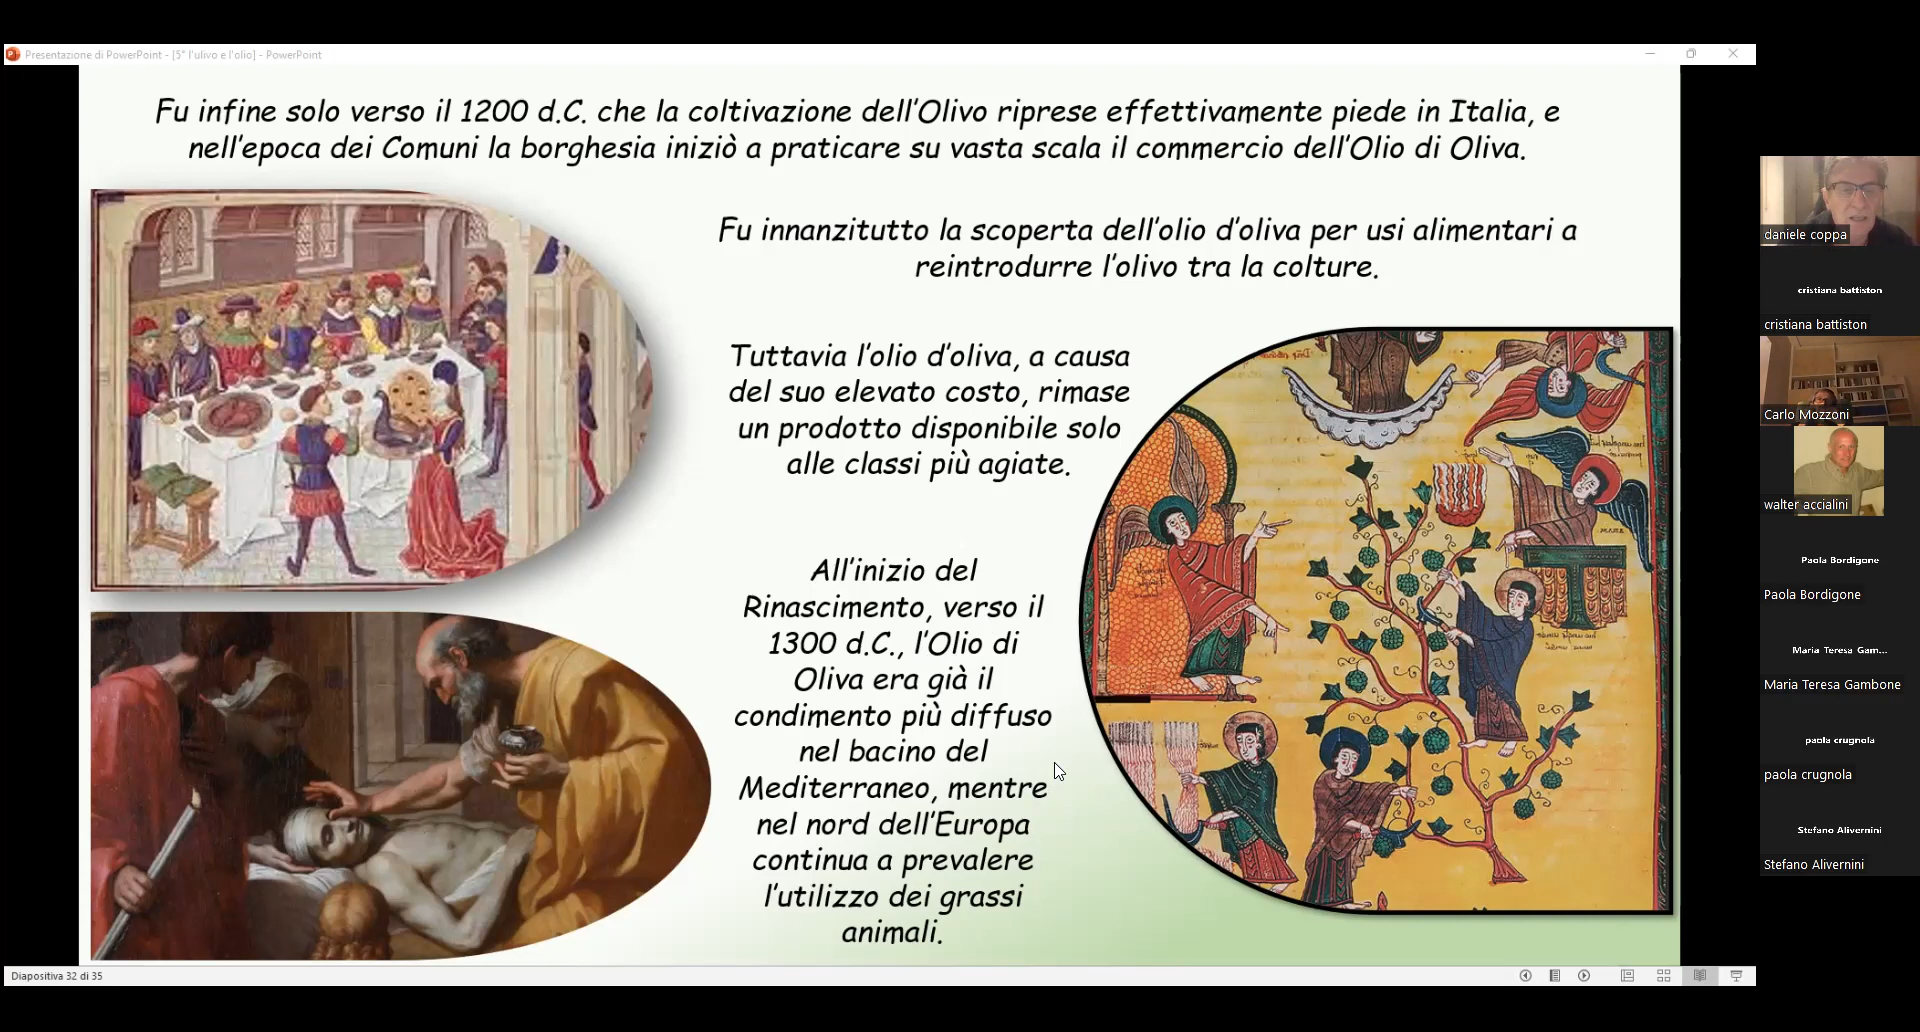 Presentazione di PowerPoint - [5° l'ulivo e l'olio] - PowerPoint
Fu infine solo verso il 1200 d.C. che la coltivazione dell'Olivo riprese effettivamente piede in Italia, e
nell'epoca dei Comuni la borghesia iniziò a praticare su vasta scala il commercio dell'Olio di Oliva.
Fu innanzitutto la scoperta dell'olio d'oliva per usi alimentari a
reintrodurre l'olivo tra la colture.
Tuttavia l'olio d'oliva, a causa
del suo elevato costo, rimase
un prodotto disponibile solo
alle classi più agiate.
All'inizio del
Rinascimento, verso il
1300 d.C., l'Olio di
Oliva era già il
condimento più diffuso
nel bacino del
Mediterraneo, mentre
nel nord dell'Europa
continua a prevalere
l'utilizzo dei grassi
animali.
Diapositiva 32 di 35
daniele coppa
cristiana battiston
cristiana battiston
Carlo Mozzoni
walter accialini
Paola Bordigone
Paola Bordigone
Maria Teresa Gam...
Maria Teresa Gambone
paola crugnola
paola crugnola
Stefano Alivernini
Stefano Alivernini